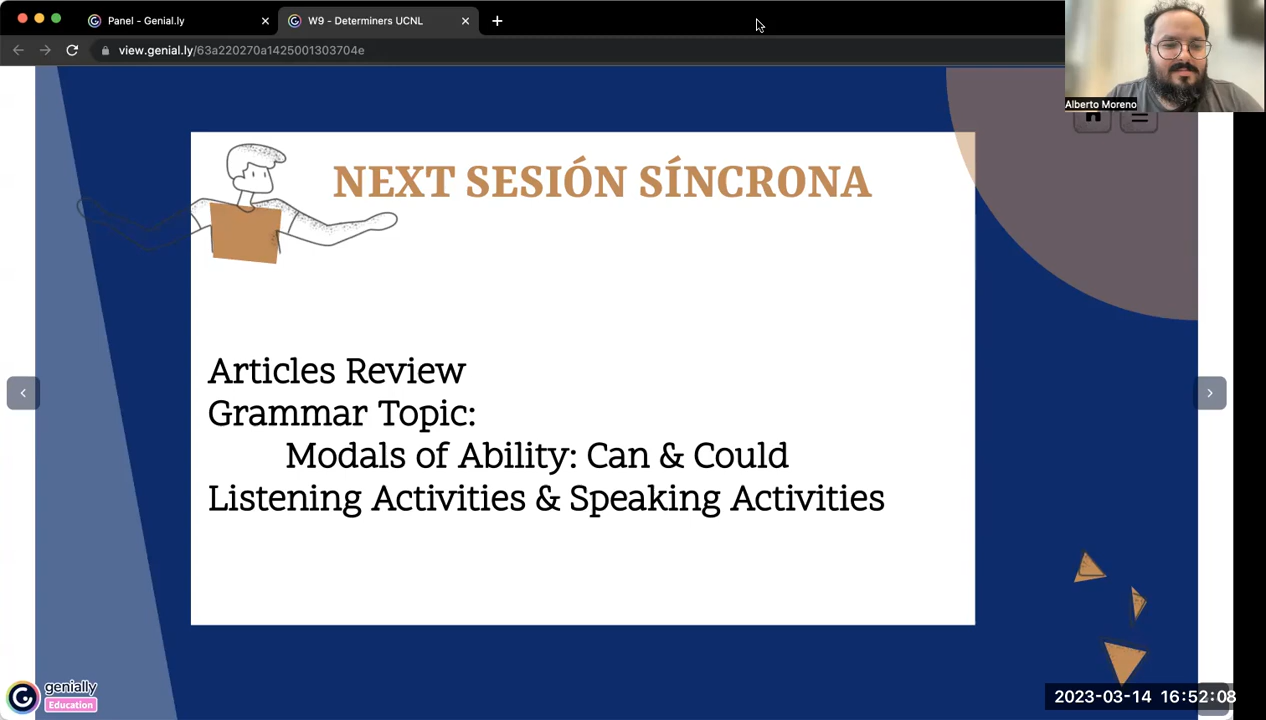 Panel - Genial.ly
W9 - Determiners UCNL
view.genial.ly/63a220270a1425001303704e
Alberto Moreno
NEXT SESIÓN SÍNCRONA
Articles Review
Grammar Topic:
Modals of Ability: Can & Could
Listening Activities & Speaking Activities
genially
Education
2023-03-14 16:52:08